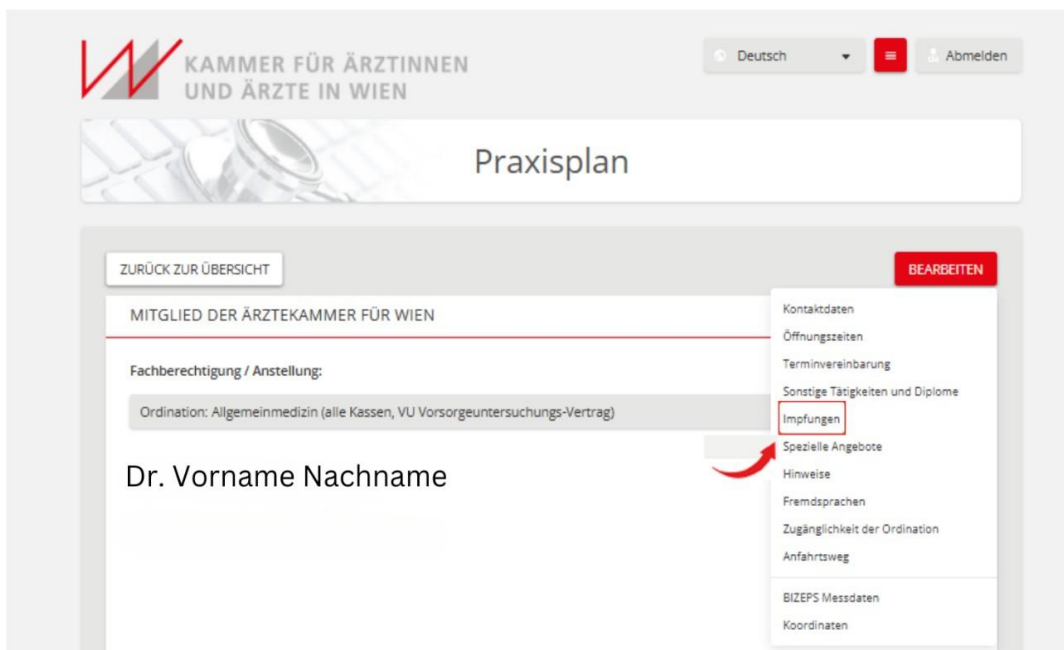 KAMMER FÜR ÄRZTINNEN
UND ÄRZTE IN WIEN
Deutsch
Abmelden
Praxisplan
ZURÜCK ZUR ÜBERSICHT
BEARBEITEN
MITGLIED DER ÄRZTEKAMMER FÜR WIEN
Fachberechtigung / Anstellung:
Ordination: Allgemeinmedizin (alle Kassen, VU Vorsorgeuntersuchungs-Vertrag)
Dr. Vorname Nachname
Kontaktdaten
Öffnungszeiten
Terminvereinbarung
Sonstige Tätigkeiten und Diplome
Impfungen
Spezielle Angebote
Hinweise
Fremdsprachen
Zugänglichkeit der Ordination
Anfahrtsweg
BIZEPS Messdaten
Koordinaten